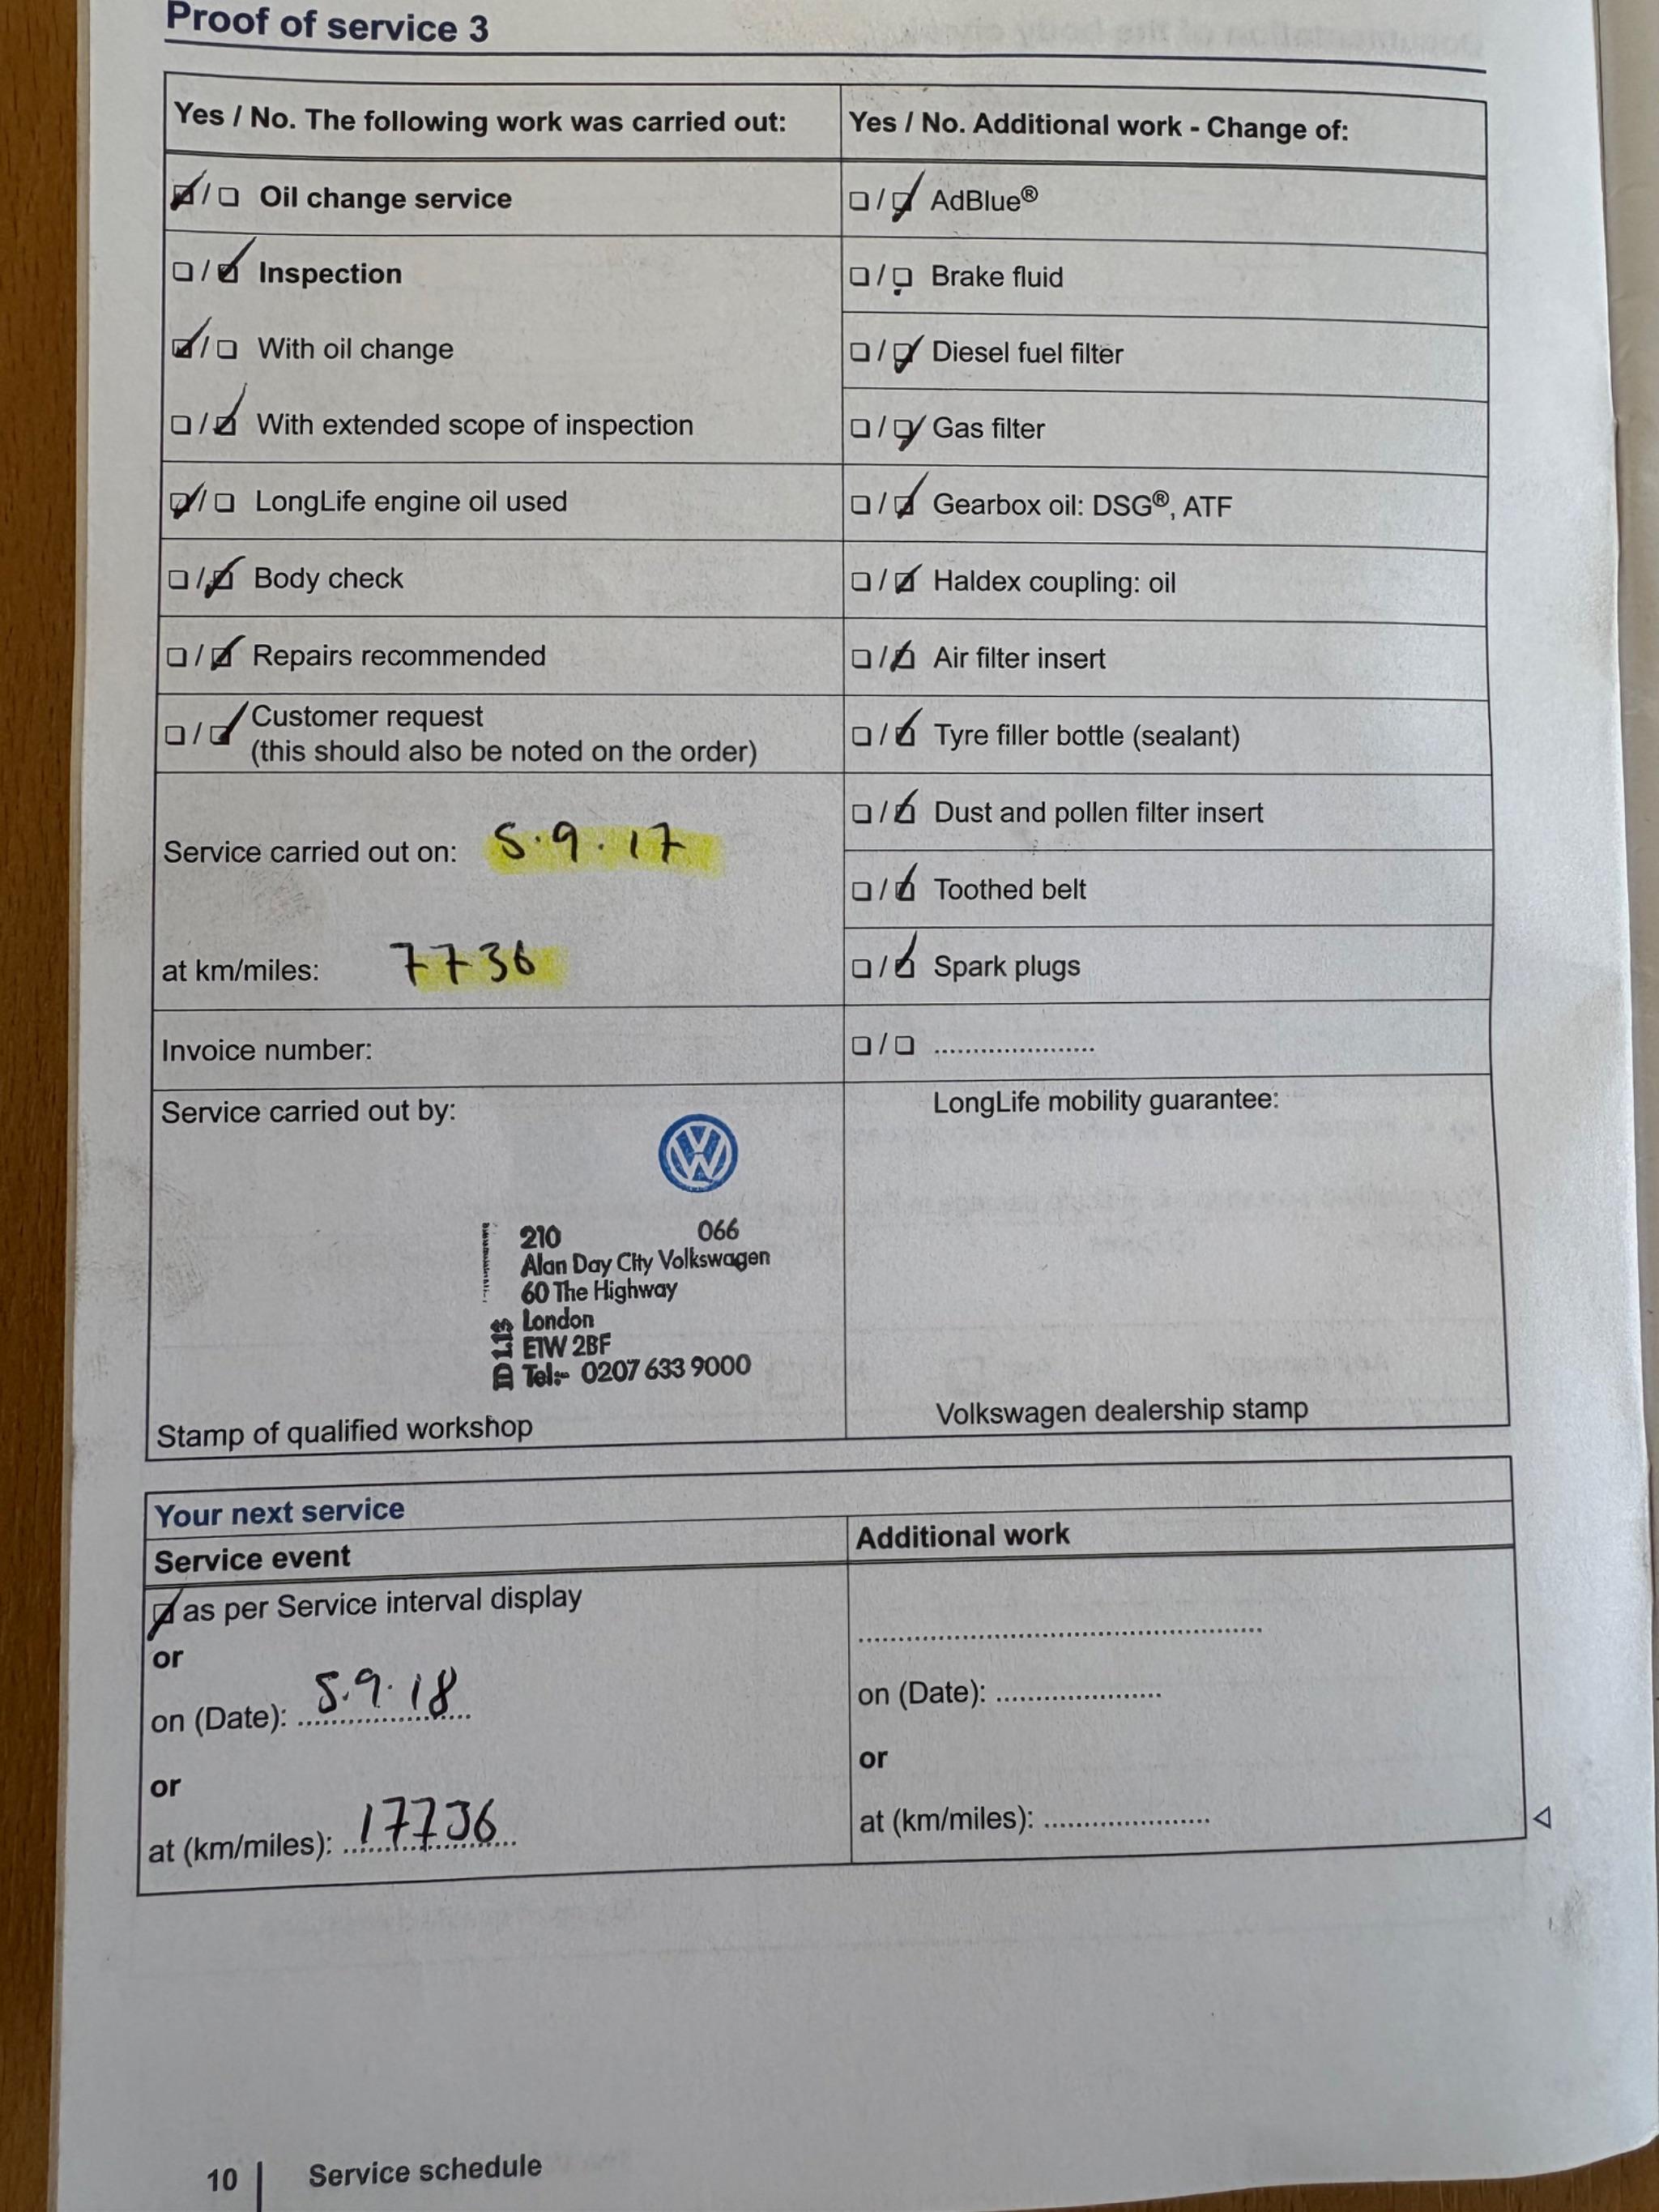 Proof of service 3
Yes / No. The following work was carried out:
Oil change service
Inspection
With oil change
With extended scope of inspection
LongLife engine oil used
Body check
Repairs recommended
Customer request
(this should also be noted on the order)
Service carried out on: 5.9.17
at km/miles: 7736
Invoice number:
Service carried out by:
210 066
Alan Day City Volkswagen
60 The Highway
London
E1W 2BF
Tel:- 0207 633 9000
Stamp of qualified workshop
Yes / No. Additional work - Change of:
AdBlue®
Brake fluid
Diesel fuel filter
Gas filter
Gearbox oil: DSG®, ATF
Haldex coupling: oil
Air filter insert
Tyre filler bottle (sealant)
Dust and pollen filter insert
Toothed belt
Spark plugs
LongLife mobility guarantee:
Volkswagen dealership stamp
Your next service
Service event
as per Service interval display
or
on (Date): 5.9.18
or
at (km/miles): 17736
Additional work
on (Date):
or
at (km/miles):
10 | Service schedule